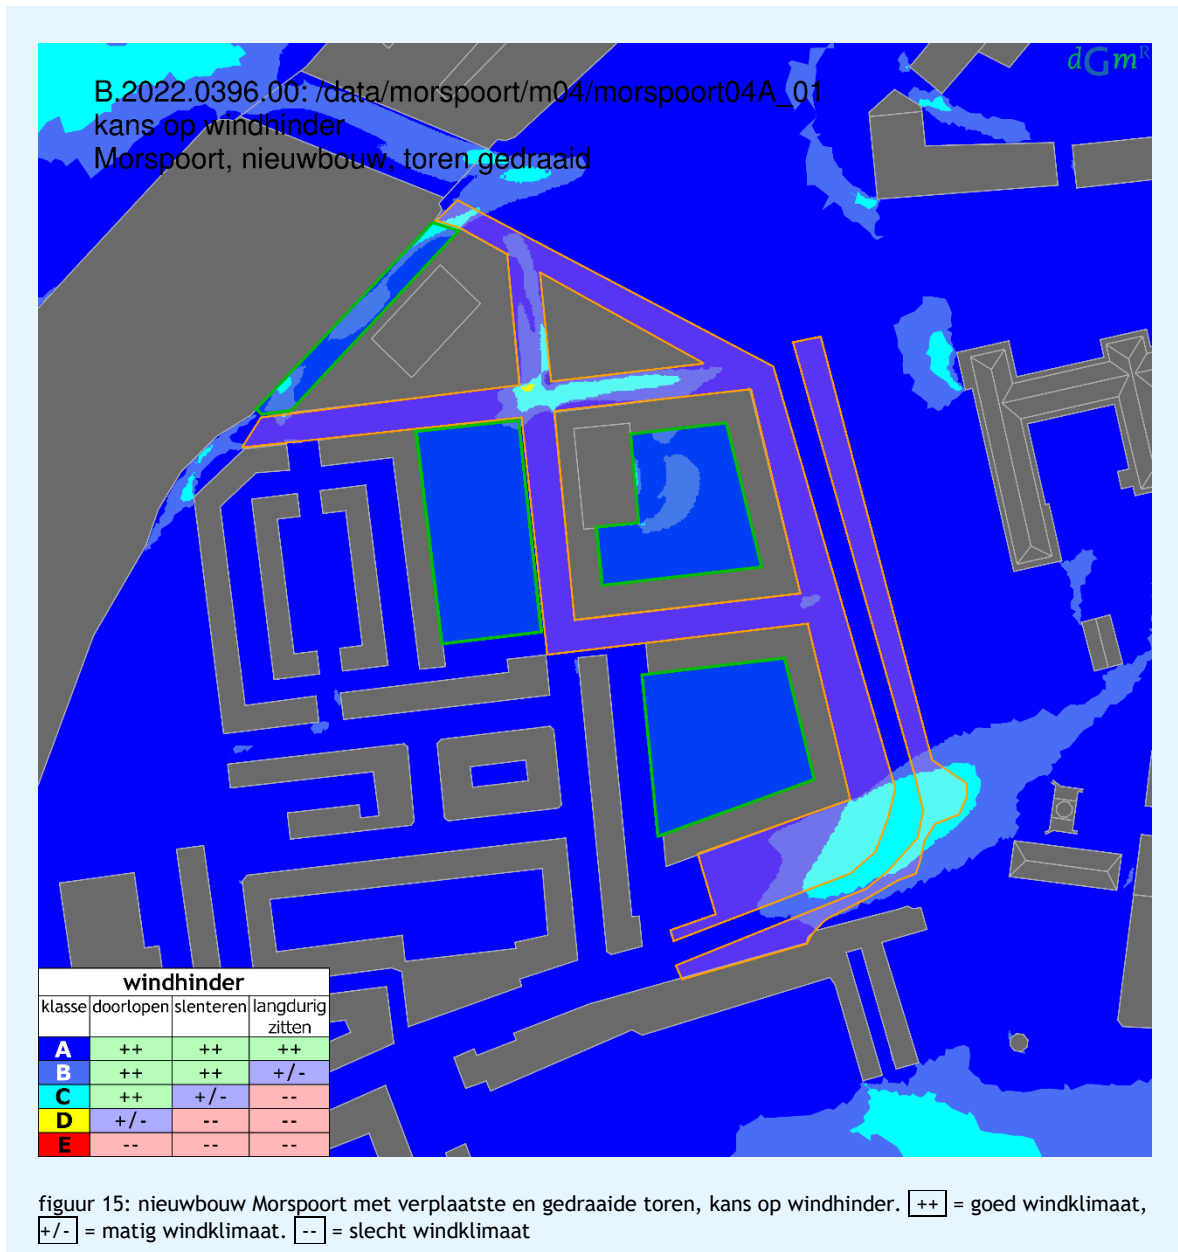 dGmR
B.2022.0396.00: /data/morspoort/m04/morspoort04A_01
kans op windhinder
Morspoort, nieuwbouw, toren gedraaid
windhinder
klasse doorlopen slenteren langdurig zitten
A ++ ++ ++
B ++ ++ +/-
C ++ +/- --
D +/- -- --
E -- -- --
figuur 15: nieuwbouw Morspoort met verplaatste en gedraaide toren, kans op windhinder. ++ = goed windklimaat,
+/- = matig windklimaat. -- = slecht windklimaat